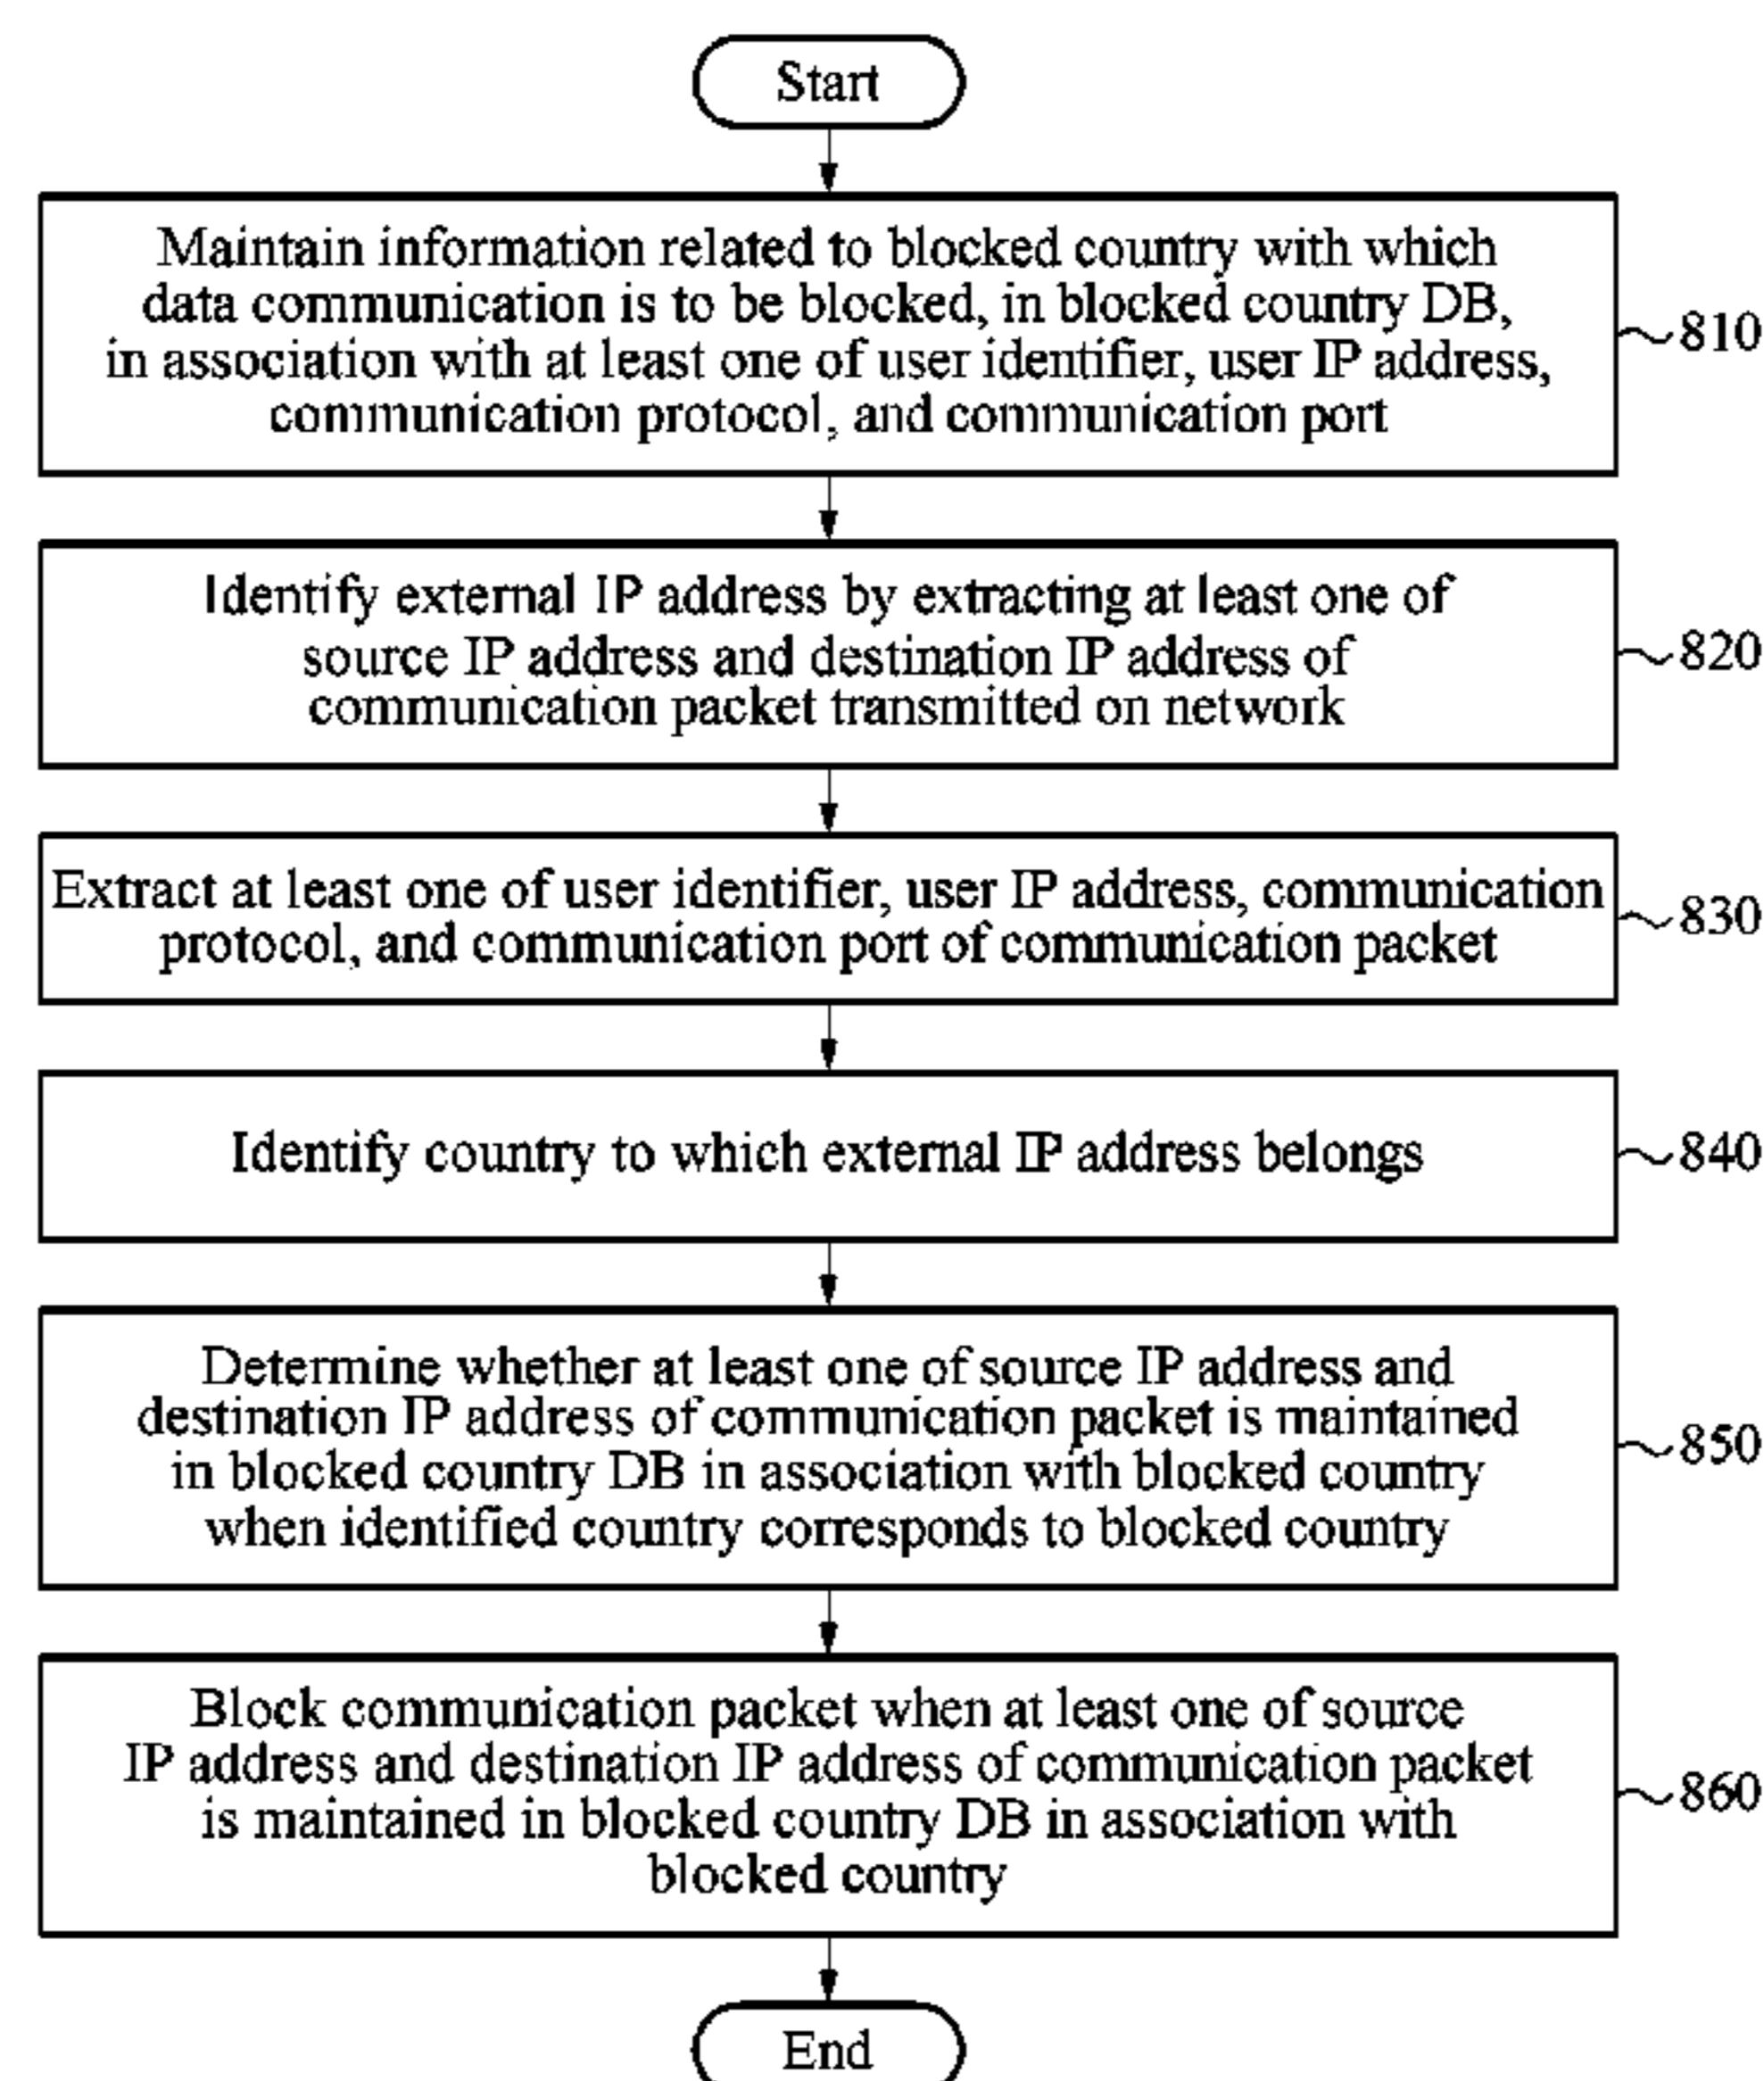 Start
Maintain information related to blocked country with which
data communication is to be blocked, in blocked country DB,
in association with at least one of user identifier, user IP address,
communication protocol, and communication port
810
Identify external IP address by extracting at least one of
source IP address and destination IP address of
communication packet transmitted on network
820
Extract at least one of user identifier, user IP address, communication
protocol, and communication port of communication packet
830
Identify country to which external IP address belongs
840
Determine whether at least one of source IP address and
destination IP address of communication packet is maintained
in blocked country DB in association with blocked country
when identified country corresponds to blocked country
850
Block communication packet when at least one of source
IP address and destination IP address of communication packet
is maintained in blocked country DB in association with
blocked country
860
End